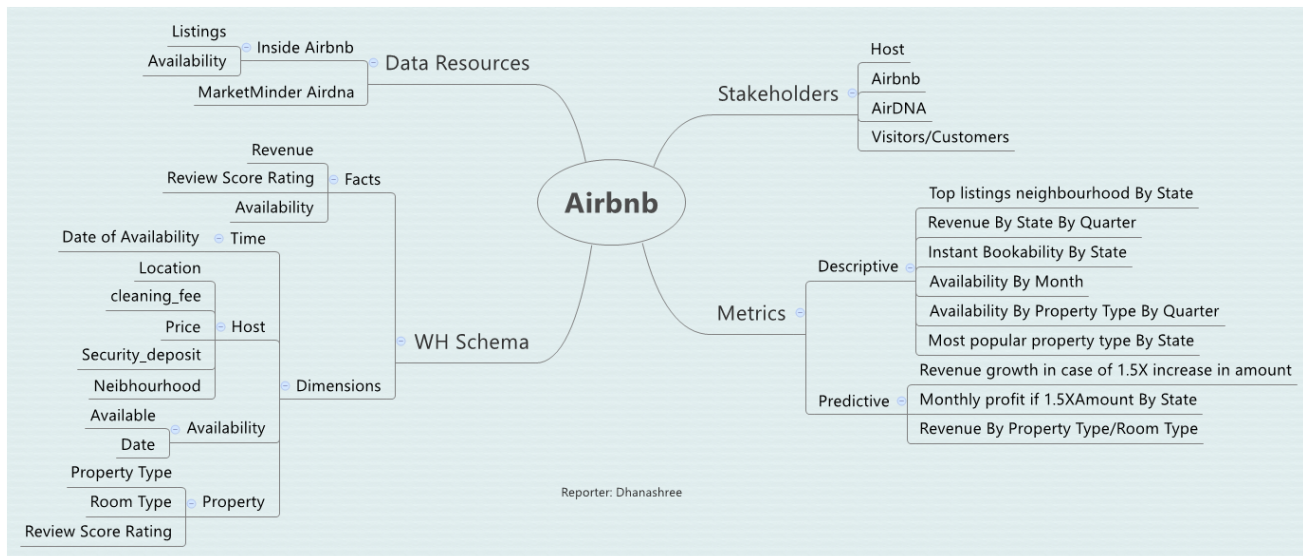 Airbnb
Data Resources
Inside Airbnb
Listings
Availability
MarketMinder Airdna
Stakeholders
Host
Airbnb
AirDNA
Visitors/Customers
WH Schema
Facts
Revenue
Review Score Rating
Availability
Dimensions
Time
Date of Availability
Host
Location
cleaning_fee
Price
Security_deposit
Neibhourhood
Availability
Available
Date
Property
Property Type
Room Type
Review Score Rating
Metrics
Descriptive
Top listings neighbourhood By State
Revenue By State By Quarter
Instant Bookability By State
Availability By Month
Availability By Property Type By Quarter
Most popular property type By State
Predictive
Revenue growth in case of 1.5X increase in amount
Monthly profit if 1.5XAmount By State
Revenue By Property Type/Room Type
Reporter: Dhanashree